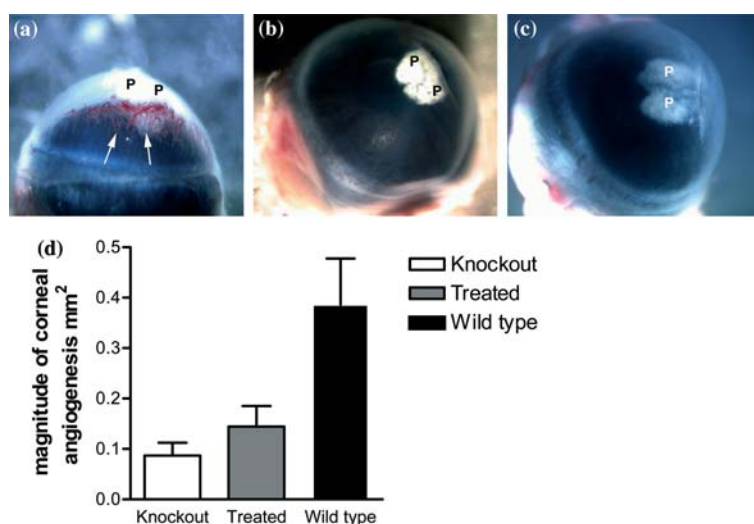 (a)
P P
(b)
P
P
(c)
P
P
(d)
magnitude of corneal
angiogenesis mm²
0.5
0.4
0.3
0.2
0.1
0.0
Knockout Treated Wild type
Knockout
Treated
Wild type